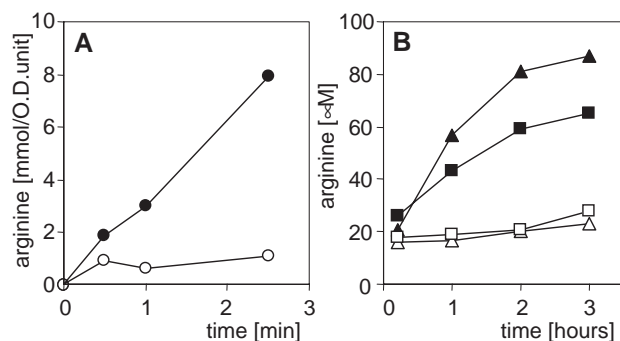 A
arginine [mmol/O.D.unit]
10
8
6
4
2
0
0 1 2 3
time [min]
B
arginine [∝M]
100
80
60
40
20
0
0 1 2 3
time [hours]